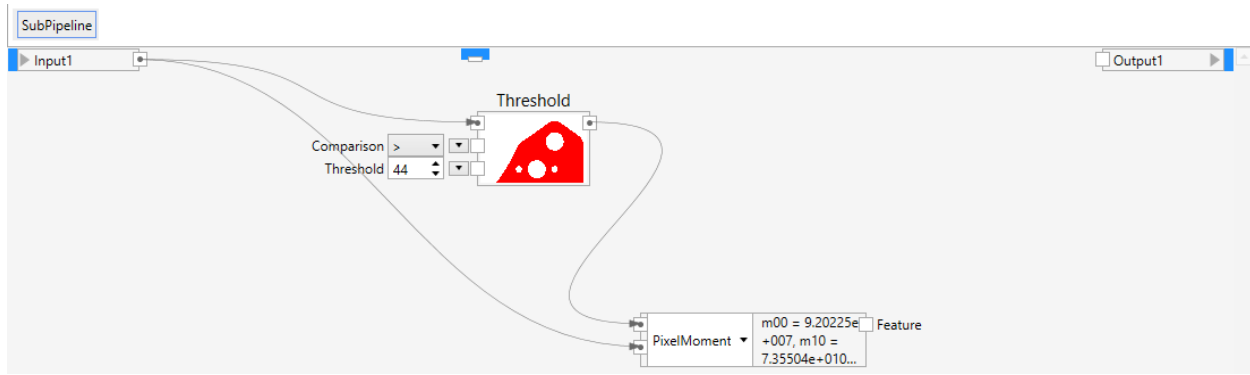 SubPipeline
Input1
Output1
Threshold
Comparison >
Threshold 44
PixelMoment
m00 = 9.20225e
+007, m10 =
7.35504e+010...
Feature